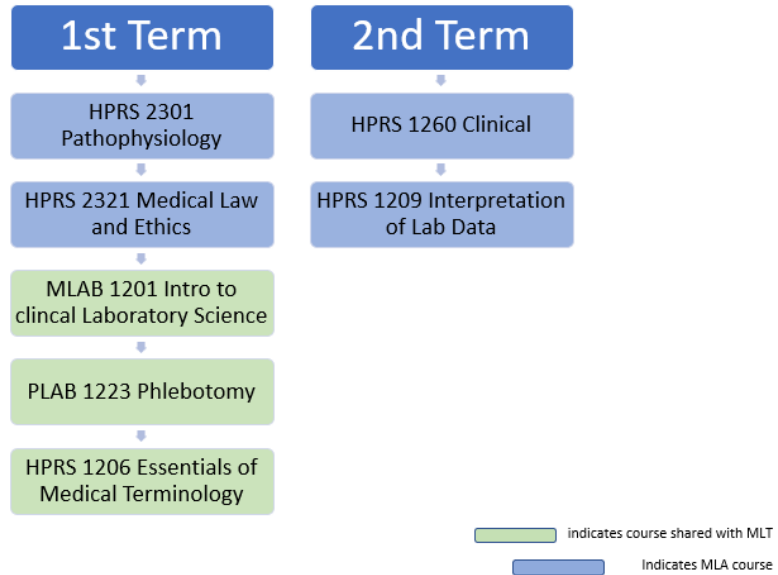 1st Term
HPRS 2301
Pathophysiology
HPRS 2321 Medical Law
and Ethics
MLAB 1201 Intro to
clincal Laboratory Science
PLAB 1223 Phlebotomy
HPRS 1206 Essentials of
Medical Terminology
2nd Term
HPRS 1260 Clinical
HPRS 1209 Interpretation
of Lab Data
indicates course shared with MLT
Indicates MLA course